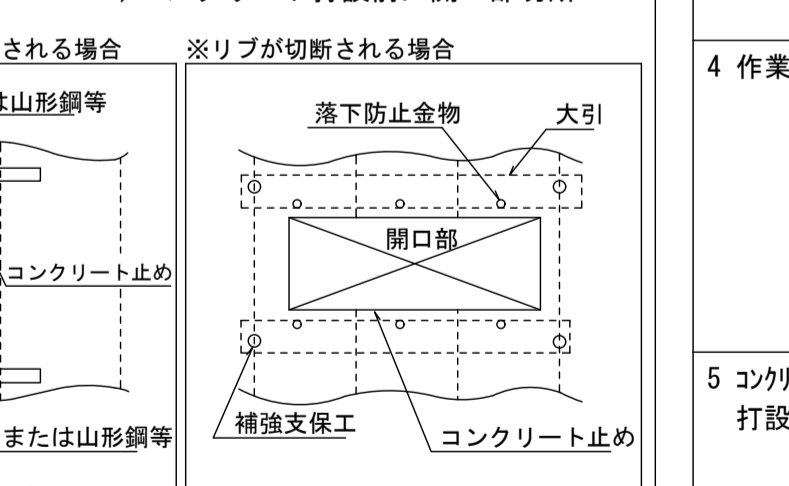 される場合
※リブが切断される場合
4 作業
は山形鋼等
落下防止金物
大引
開口部
コンクリート止め
5 コンクリ
打設
補強支保工
または山形鋼等
コンクリート止め